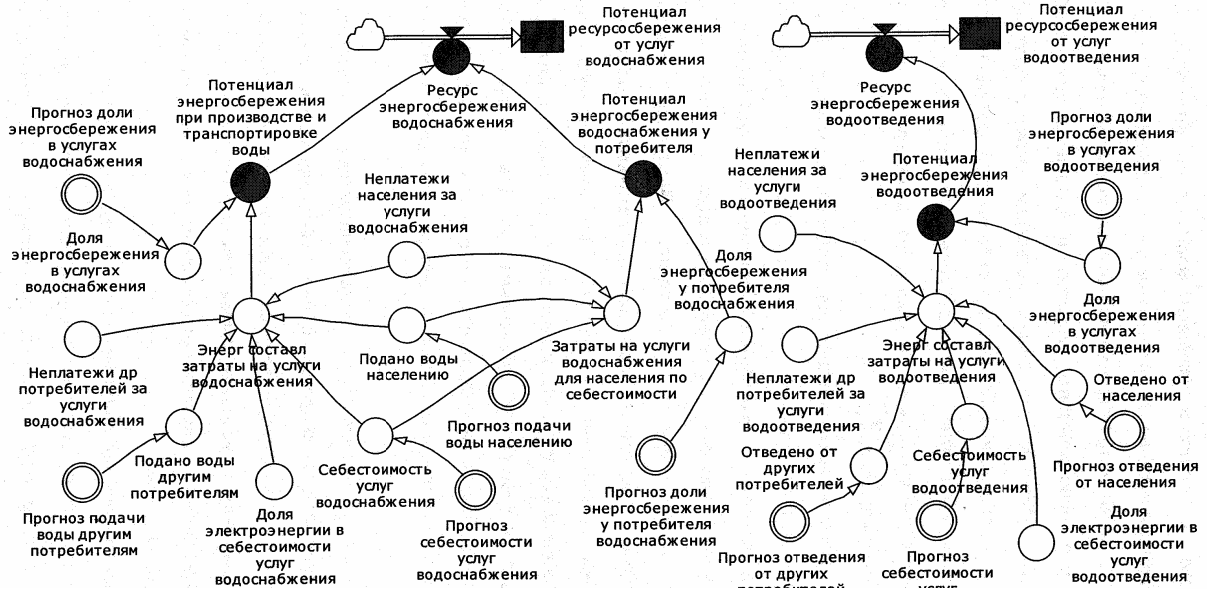 Потенциал
ресурсосбережения
от услуг
водоснабжения
Потенциал
ресурсосбережения
от услуг
водоотведения
Ресурс
энергосбережения
водоснабжения
Ресурс
энергосбережения
водоотведения
Потенциал
энергосбережения
при производстве и
транспортировке
воды
Потенциал
энергосбережения
водоснабжения у
потребителя
Прогноз доли
энергосбережения
в услугах
водоснабжения
Прогноз доли
энергосбережения
в услугах
водоотведения
Неплатежи
населения за
услуги
водоснабжения
Неплатежи
населения за
услуги
водоотведения
Потенциал
энергосбережения
водоотведения
Доля
энергосбережения
в услугах
водоснабжения
Доля
энергосбережения
у потребителя
водоснабжения
Доля
энергосбережения
в услугах
водоотведения
Энерг составл
затраты на услуги
водоснабжения
Подано воды
населению
Затраты на услуги
водоснабжения
для населения по
себестоимости
Энерг составл
затраты на услуги
водоотведения
Неплатежи др
потребителей за
услуги
водоснабжения
Неплатежи др
потребителей за
услуги
водоотведения
Отведено от
населения
Прогноз подачи
воды населению
Подано воды
другим
потребителям
Себестоимость
услуг
водоснабжения
Отведено от
других
потребителей
Себестоимость
услуг
водоотведения
Прогноз отведения
от населения
Прогноз подачи
воды другим
потребителям
Доля
электроэнергии в
себестоимости
услуг
водоснабжения
Прогноз
себестоимости
услуг
водоснабжения
Прогноз доли
энергосбережения
у потребителя
водоснабжения
Прогноз отведения
от других
потребителей
Прогноз
себестоимости
услуг
Доля
электроэнергии в
себестоимости
услуг
водоотведения